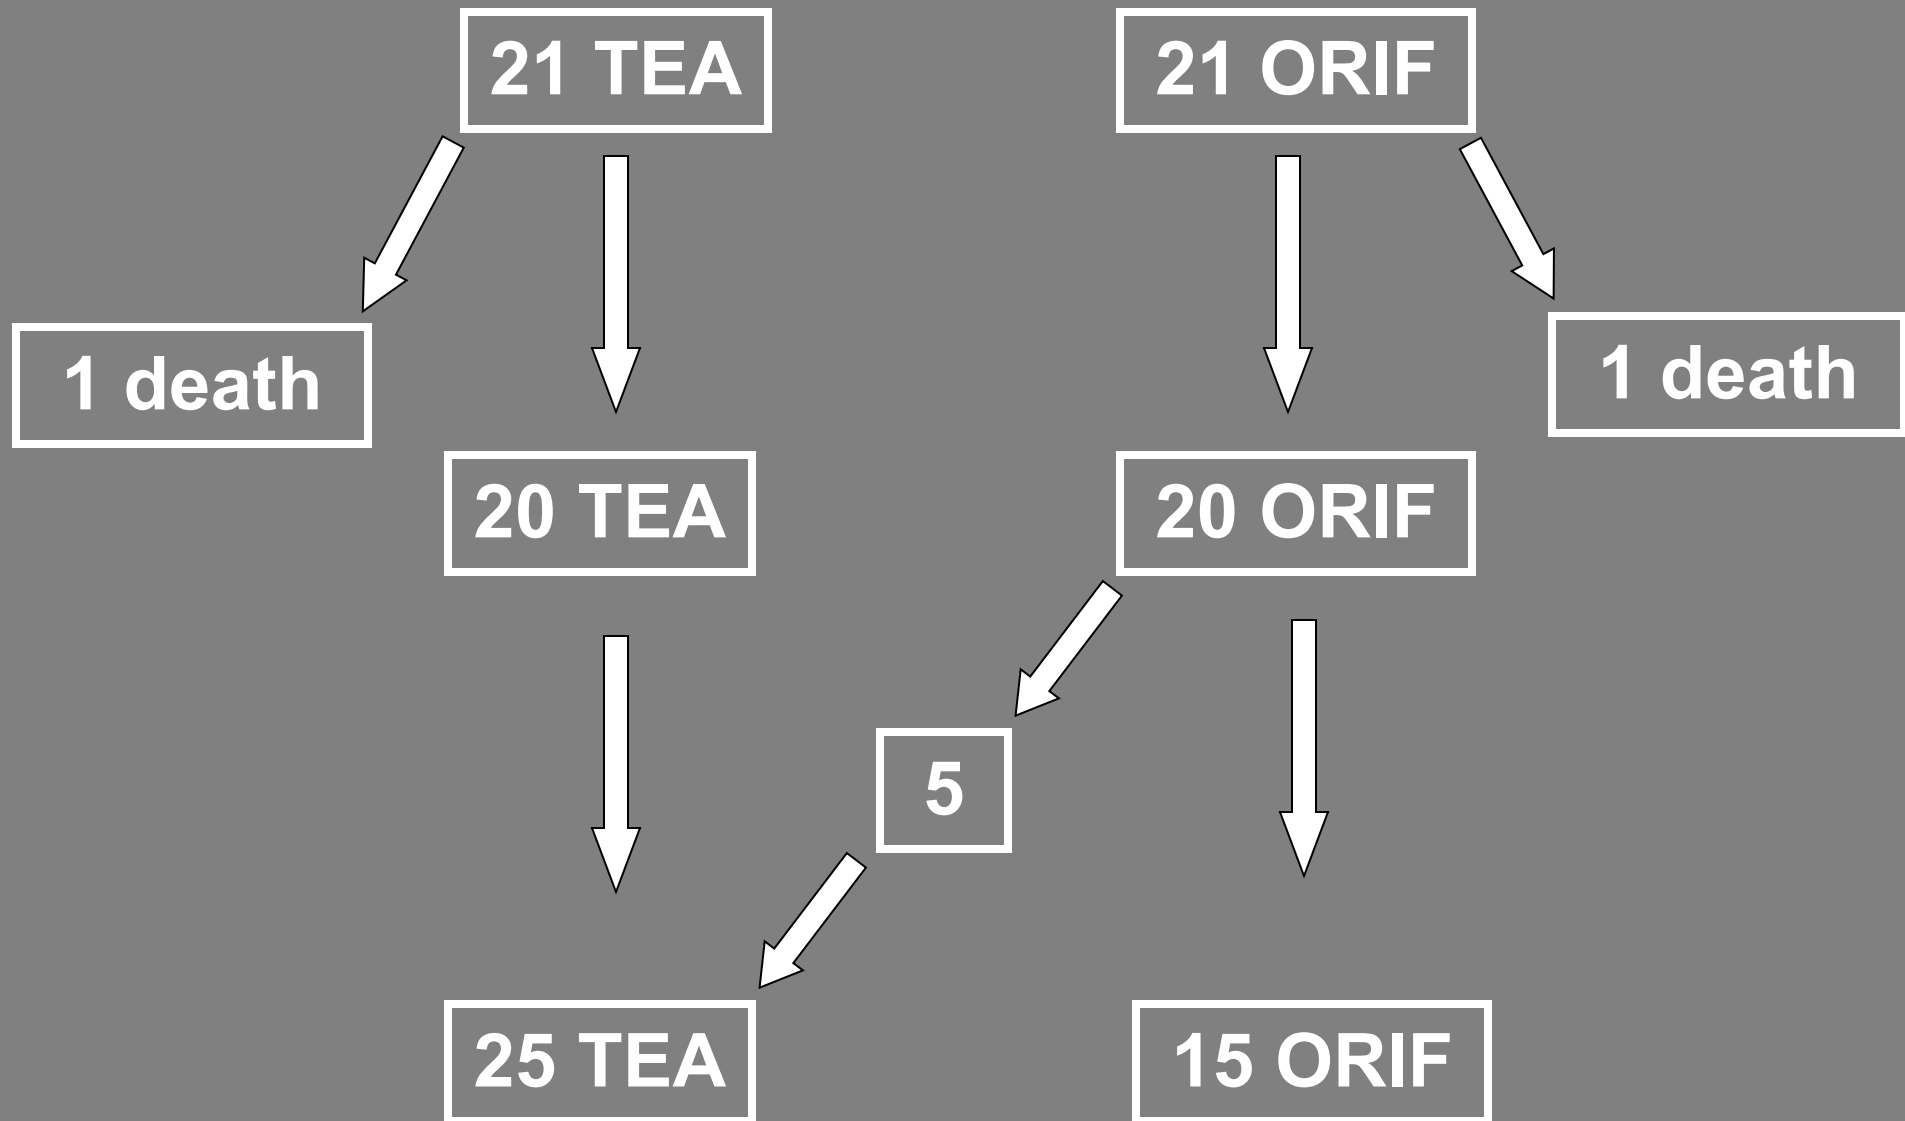 21 TEA
21 ORIF
1 death
1 death
20 TEA
20 ORIF
5
25 TEA
15 ORIF